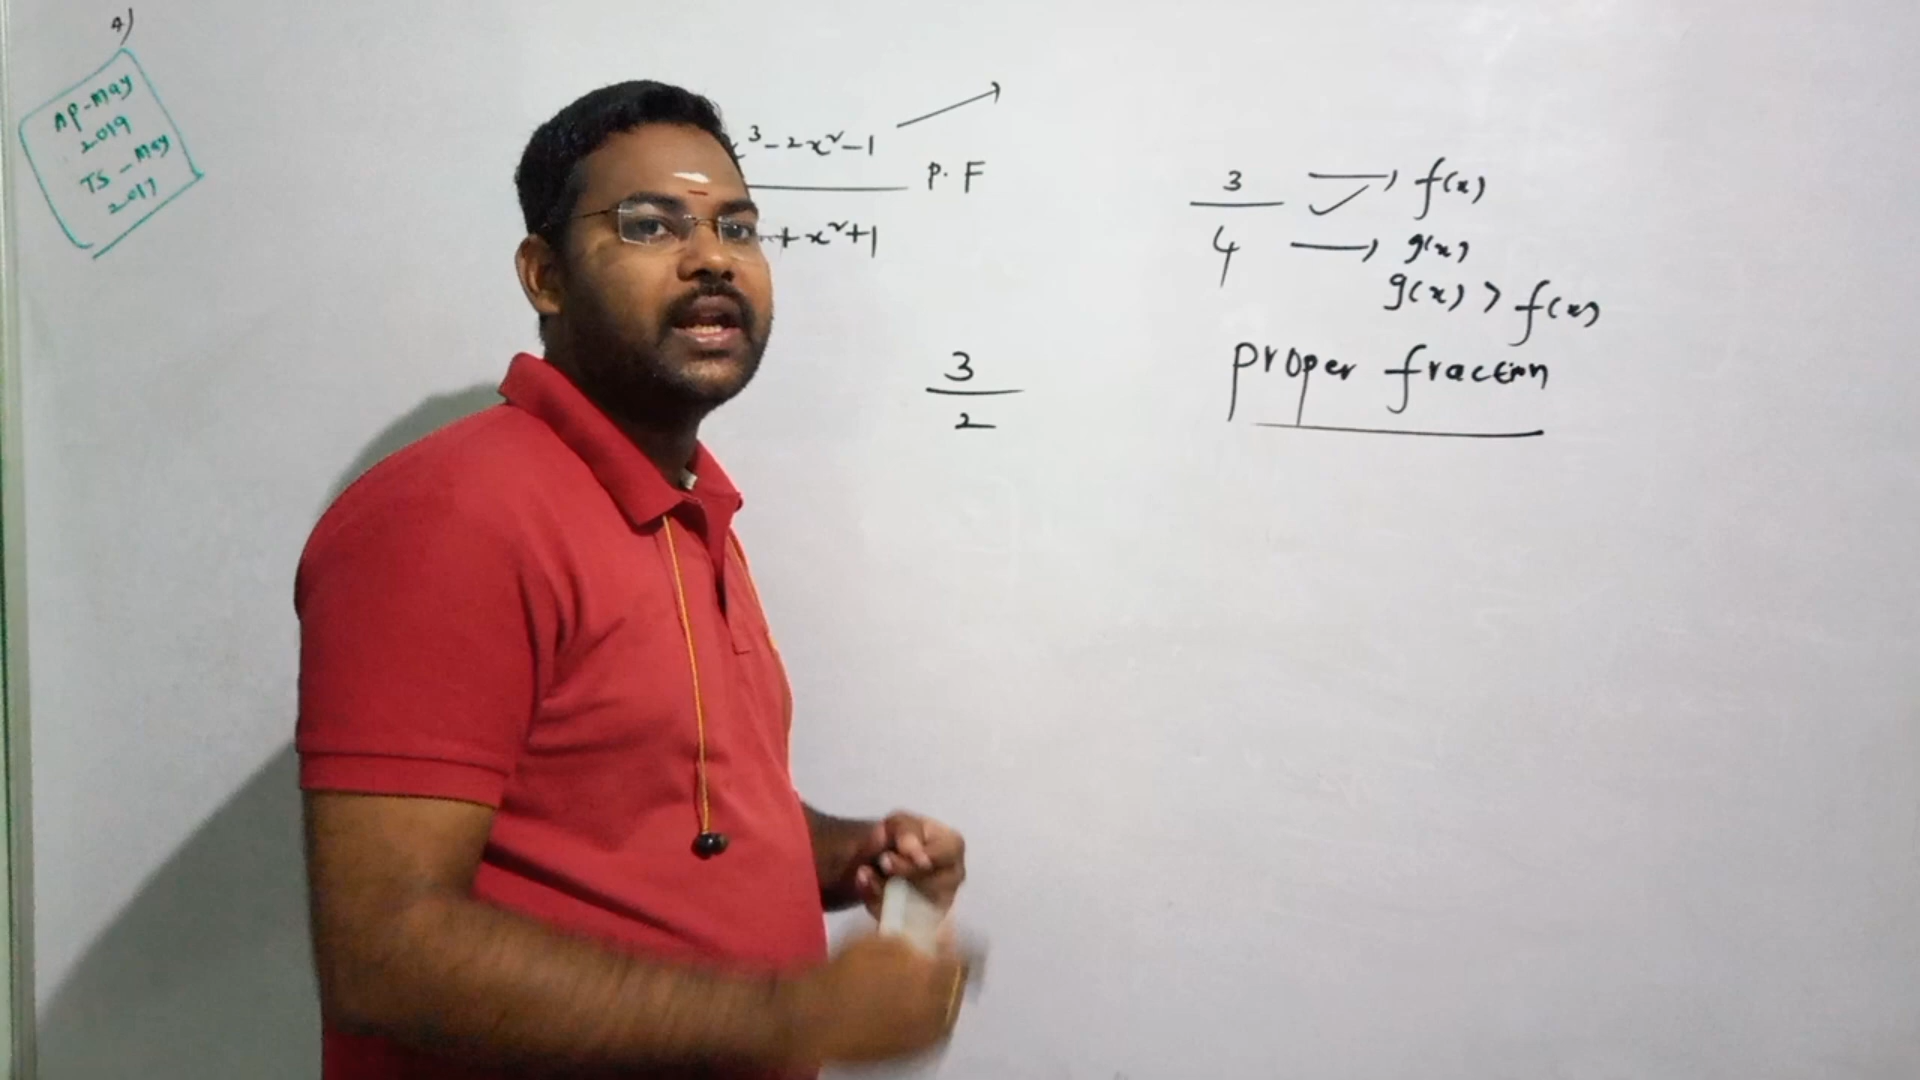 4)
AP-May
2019
TS-May
2017
³-2x²-1
+x²+1
P.F
3/4
f(x)
g(x)
g(x) > f(x)
proper fraction
3/2